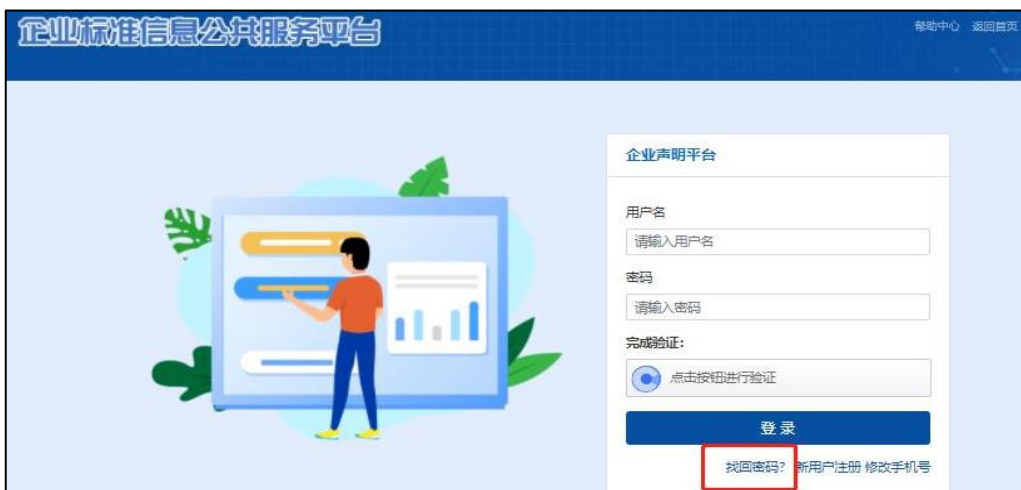 企业标准信息公共服务平台
帮助中心 返回首页
企业声明平台
用户名
请输入用户名
密码
请输入密码
完成验证：
点击按钮进行验证
登录
找回密码？ 新用户注册 修改手机号